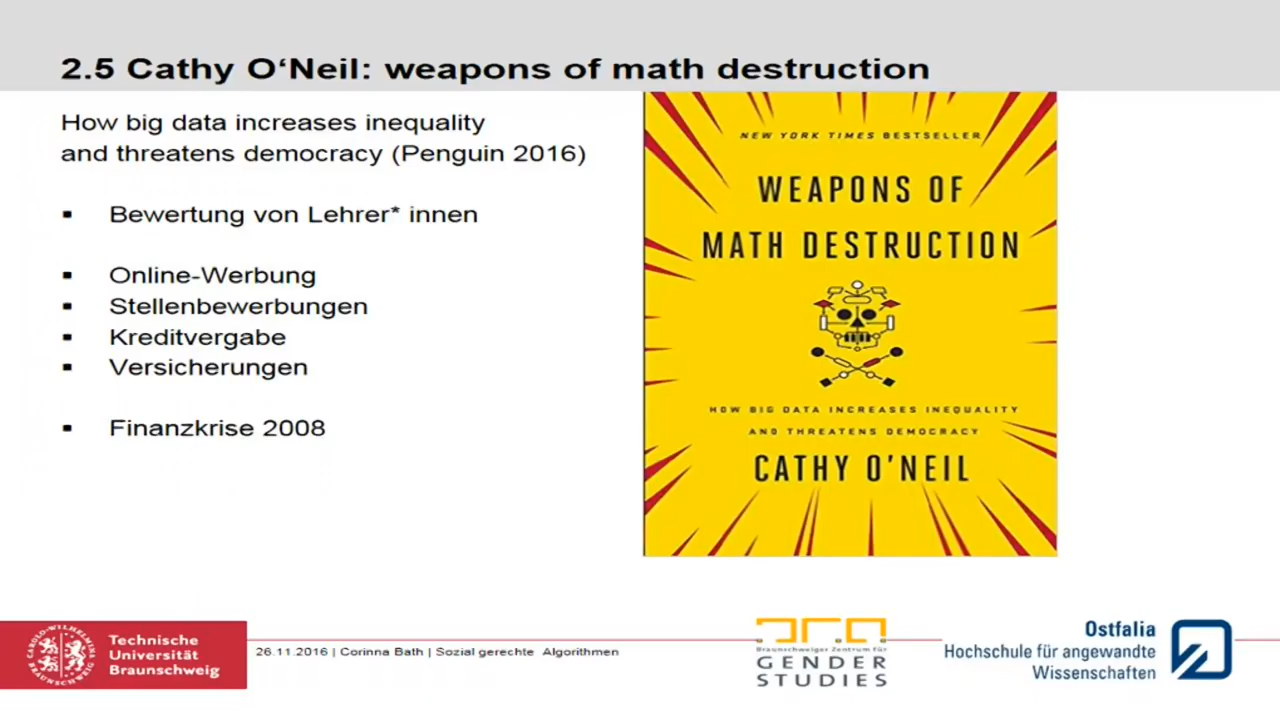 2.5 Cathy O‘Neil: weapons of math destruction
How big data increases inequality
and threatens democracy (Penguin 2016)
▪ Bewertung von Lehrer* innen
▪ Online-Werbung
▪ Stellenbewerbungen
▪ Kreditvergabe
▪ Versicherungen
▪ Finanzkrise 2008
NEW YORK TIMES BESTSELLER
WEAPONS OF
MATH DESTRUCTION
HOW BIG DATA INCREASES INEQUALITY
AND THREATENS DEMOCRACY
CATHY O'NEIL
Technische
Universität
Braunschweig
26.11.2016 | Corinna Bath | Sozial gerechte Algorithmen
Braunschweiger Zentrum für
GENDER
STUDIES
Ostfalia
Hochschule für angewandte
Wissenschaften